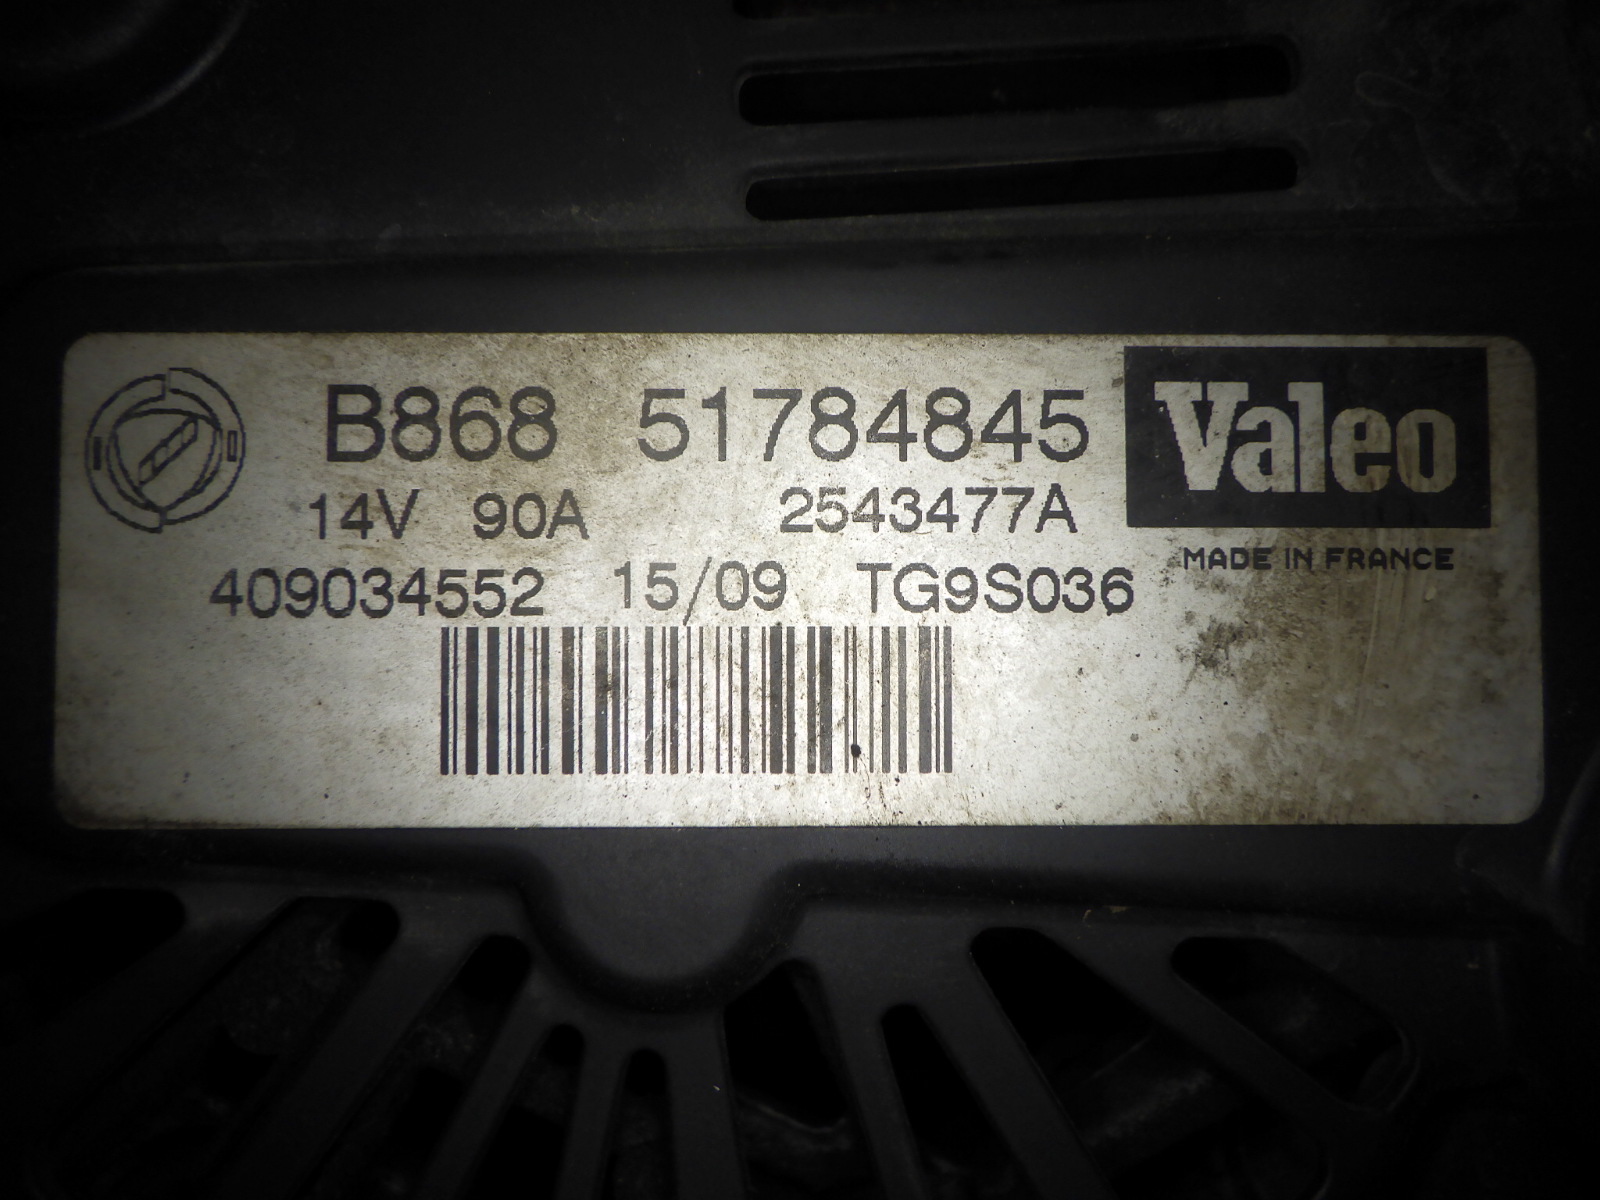 B868 51784845 Valeo
14V 90A 2543477A
MADE IN FRANCE
409034552 15/09 TG9S036